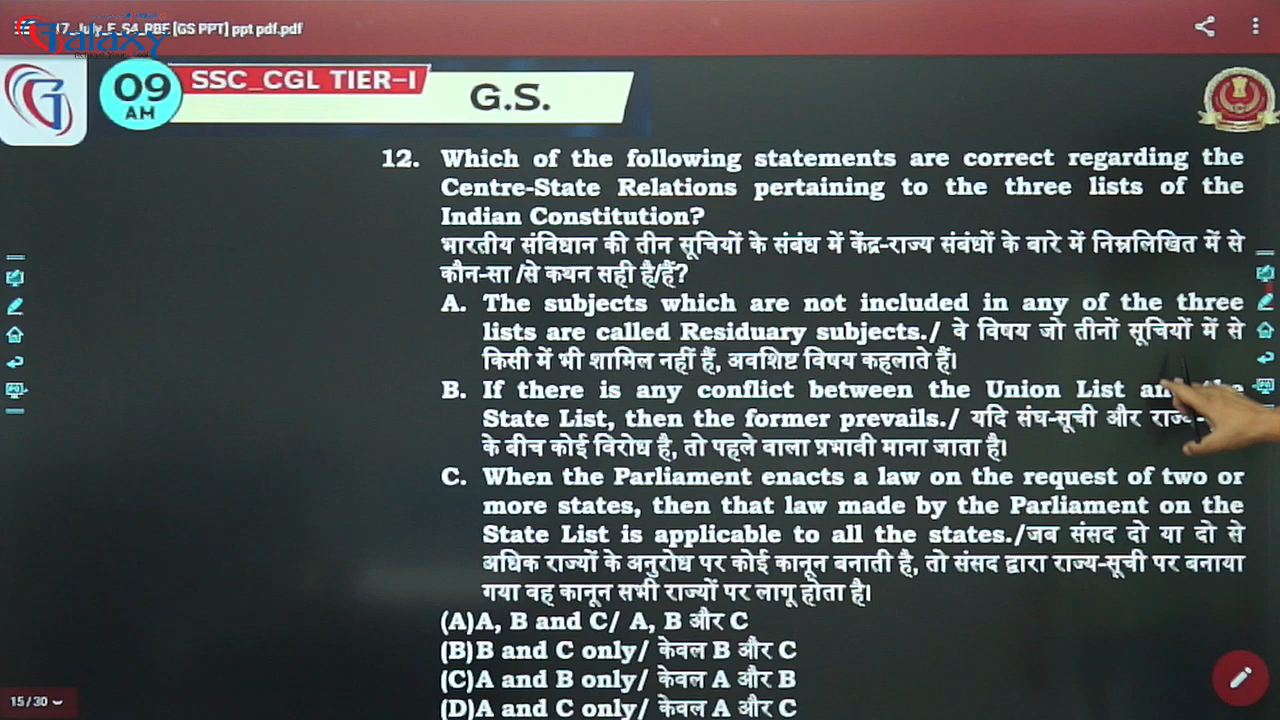 17_July_E_S4_RBE [GS PPT] ppt pdf.pdf
Galaxy
09
AM
SSC_CGL TIER-I
G.S.
12. Which of the following statements are correct regarding the
Centre-State Relations pertaining to the three lists of the
Indian Constitution?
भारतीय संविधान की तीन सूचियों के संबंध में केंद्र-राज्य संबंधों के बारे में निम्नलिखित में से
कौन-सा /से कथन सही है/हैं?
A. The subjects which are not included in any of the three
lists are called Residuary subjects./ वे विषय जो तीनों सूचियों में से
किसी में भी शामिल नहीं हैं, अवशिष्ट विषय कहलाते हैं।
B. If there is any conflict between the Union List and the
State List, then the former prevails./ यदि संघ-सूची और राज्य-
के बीच कोई विरोध है, तो पहले वाला प्रभावी माना जाता है।
C. When the Parliament enacts a law on the request of two or
more states, then that law made by the Parliament on the
State List is applicable to all the states./जब संसद दो या दो से
अधिक राज्यों के अनुरोध पर कोई कानून बनाती है, तो संसद द्वारा राज्य-सूची पर बनाया
गया वह कानून सभी राज्यों पर लागू होता है।
(A)A, B and C/ A, B और C
(B)B and C only/ केवल B और C
(C)A and B only/ केवल A और B
(D)A and C only/ केवल A और C
15/30